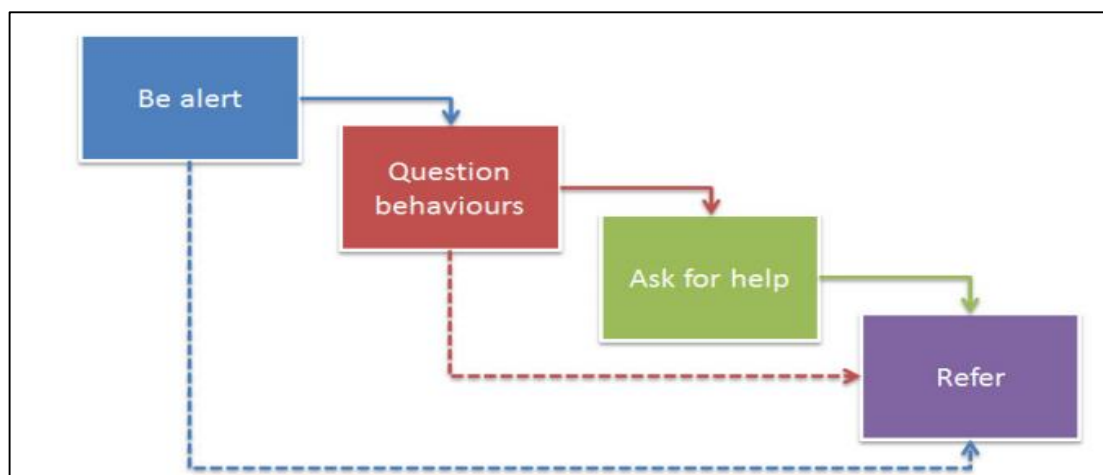 Be alert
Question
behaviours
Ask for help
Refer